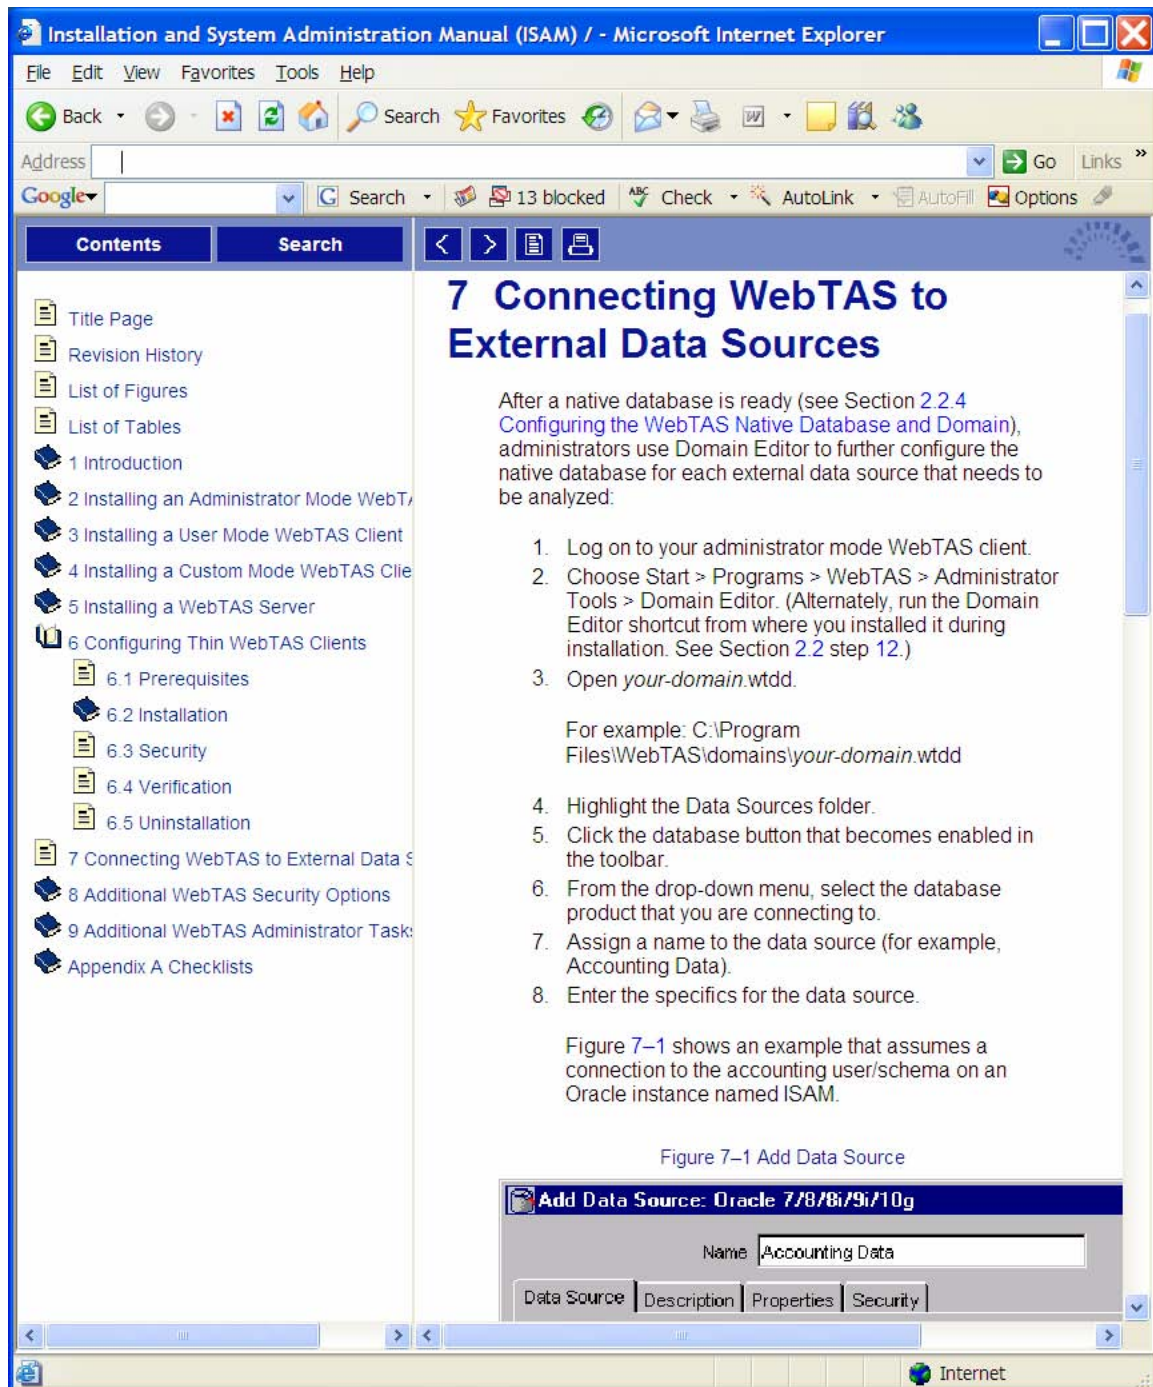 Installation and System Administration Manual (ISAM) / - Microsoft Internet Explorer
File Edit View Favorites Tools Help
Back Search Favorites
Address Go Links »
Google Search 13 blocked ABC Check AutoLink AutoFill Options
Contents Search
Title Page
Revision History
List of Figures
List of Tables
1 Introduction
2 Installing an Administrator Mode WebTA
3 Installing a User Mode WebTAS Client
4 Installing a Custom Mode WebTAS Clie
5 Installing a WebTAS Server
6 Configuring Thin WebTAS Clients
6.1 Prerequisites
6.2 Installation
6.3 Security
6.4 Verification
6.5 Uninstallation
7 Connecting WebTAS to External Data S
8 Additional WebTAS Security Options
9 Additional WebTAS Administrator Task
Appendix A Checklists
7 Connecting WebTAS to
External Data Sources
After a native database is ready (see Section 2.2.4
Configuring the WebTAS Native Database and Domain),
administrators use Domain Editor to further configure the
native database for each external data source that needs to
be analyzed:
1. Log on to your administrator mode WebTAS client.
2. Choose Start > Programs > WebTAS > Administrator
Tools > Domain Editor. (Alternately, run the Domain
Editor shortcut from where you installed it during
installation. See Section 2.2 step 12.)
3. Open your-domain.wtdd.
For example: C:\Program
Files\WebTAS\domains\your-domain.wtdd
4. Highlight the Data Sources folder.
5. Click the database button that becomes enabled in
the toolbar.
6. From the drop-down menu, select the database
product that you are connecting to.
7. Assign a name to the data source (for example,
Accounting Data).
8. Enter the specifics for the data source.
Figure 7–1 shows an example that assumes a
connection to the accounting user/schema on an
Oracle instance named ISAM.
Figure 7–1 Add Data Source
Add Data Source: Oracle 7/8/8i/9i/10g
Name Accounting Data
Data Source Description Properties Security
Internet